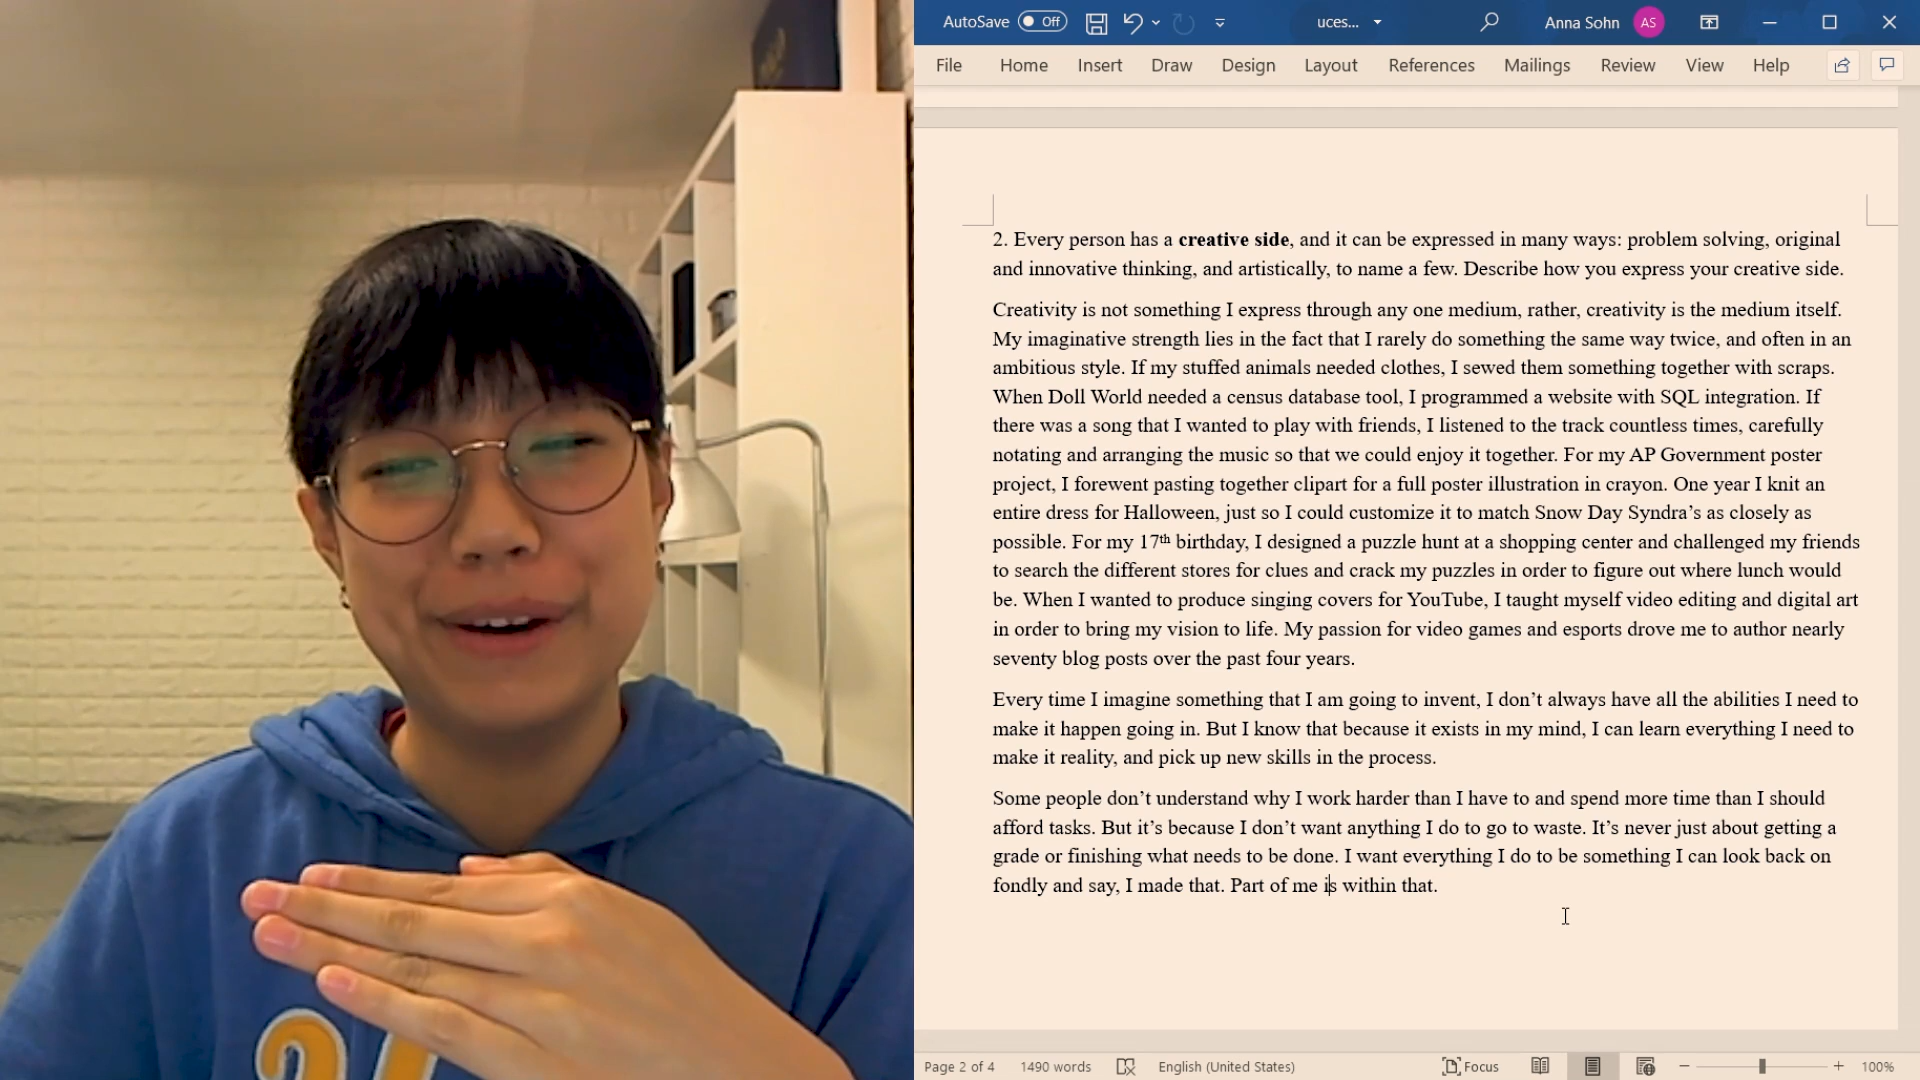 AutoSave Off uces... Anna Sohn AS
File Home Insert Draw Design Layout References Mailings Review View Help
2. Every person has a creative side, and it can be expressed in many ways: problem solving, original
and innovative thinking, and artistically, to name a few. Describe how you express your creative side.
Creativity is not something I express through any one medium, rather, creativity is the medium itself.
My imaginative strength lies in the fact that I rarely do something the same way twice, and often in an
ambitious style. If my stuffed animals needed clothes, I sewed them something together with scraps.
When Doll World needed a census database tool, I programmed a website with SQL integration. If
there was a song that I wanted to play with friends, I listened to the track countless times, carefully
notating and arranging the music so that we could enjoy it together. For my AP Government poster
project, I forewent pasting together clipart for a full poster illustration in crayon. One year I knit an
entire dress for Halloween, just so I could customize it to match Snow Day Syndra’s as closely as
possible. For my 17th birthday, I designed a puzzle hunt at a shopping center and challenged my friends
to search the different stores for clues and crack my puzzles in order to figure out where lunch would
be. When I wanted to produce singing covers for YouTube, I taught myself video editing and digital art
in order to bring my vision to life. My passion for video games and esports drove me to author nearly
seventy blog posts over the past four years.
Every time I imagine something that I am going to invent, I don’t always have all the abilities I need to
make it happen going in. But I know that because it exists in my mind, I can learn everything I need to
make it reality, and pick up new skills in the process.
Some people don’t understand why I work harder than I have to and spend more time than I should
afford tasks. But it’s because I don’t want anything I do to go to waste. It’s never just about getting a
grade or finishing what needs to be done. I want everything I do to be something I can look back on
fondly and say, I made that. Part of me is within that.
Page 2 of 4 1490 words English (United States) Focus 100%